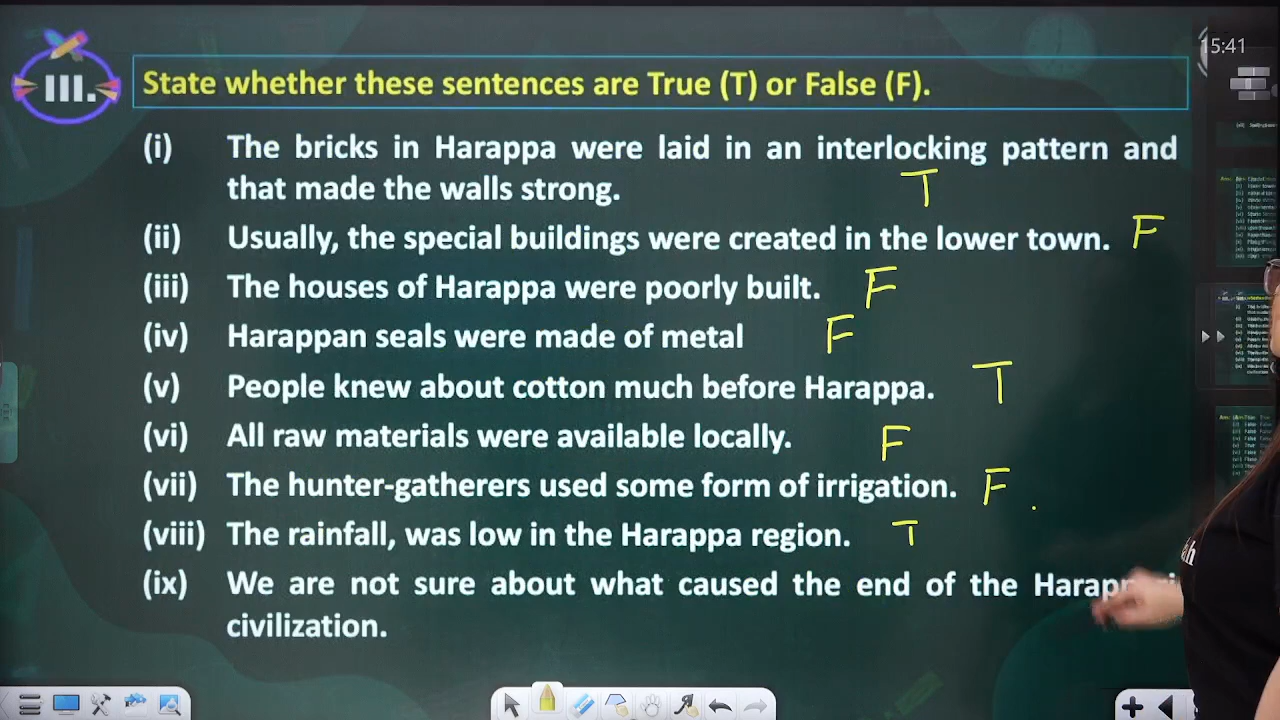 15:41
III.
State whether these sentences are True (T) or False (F).
(i) The bricks in Harappa were laid in an interlocking pattern and
that made the walls strong. T
(ii) Usually, the special buildings were created in the lower town. F
(iii) The houses of Harappa were poorly built. F
(iv) Harappan seals were made of metal F
(v) People knew about cotton much before Harappa. T
(vi) All raw materials were available locally. F
(vii) The hunter-gatherers used some form of irrigation. F
(viii) The rainfall, was low in the Harappa region. T
(ix) We are not sure about what caused the end of the
civilization.